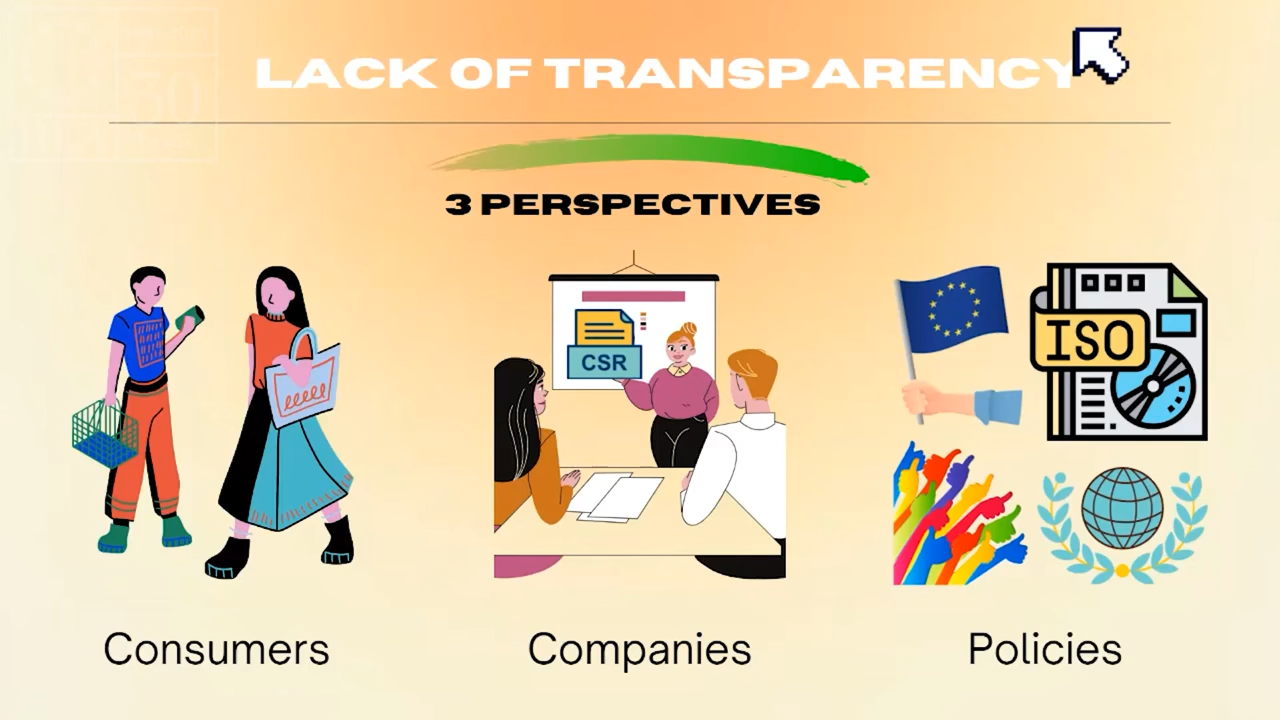 LACK OF TRANSPARENCY
3 PERSPECTIVES
CSR
ISO
Consumers
Companies
Policies